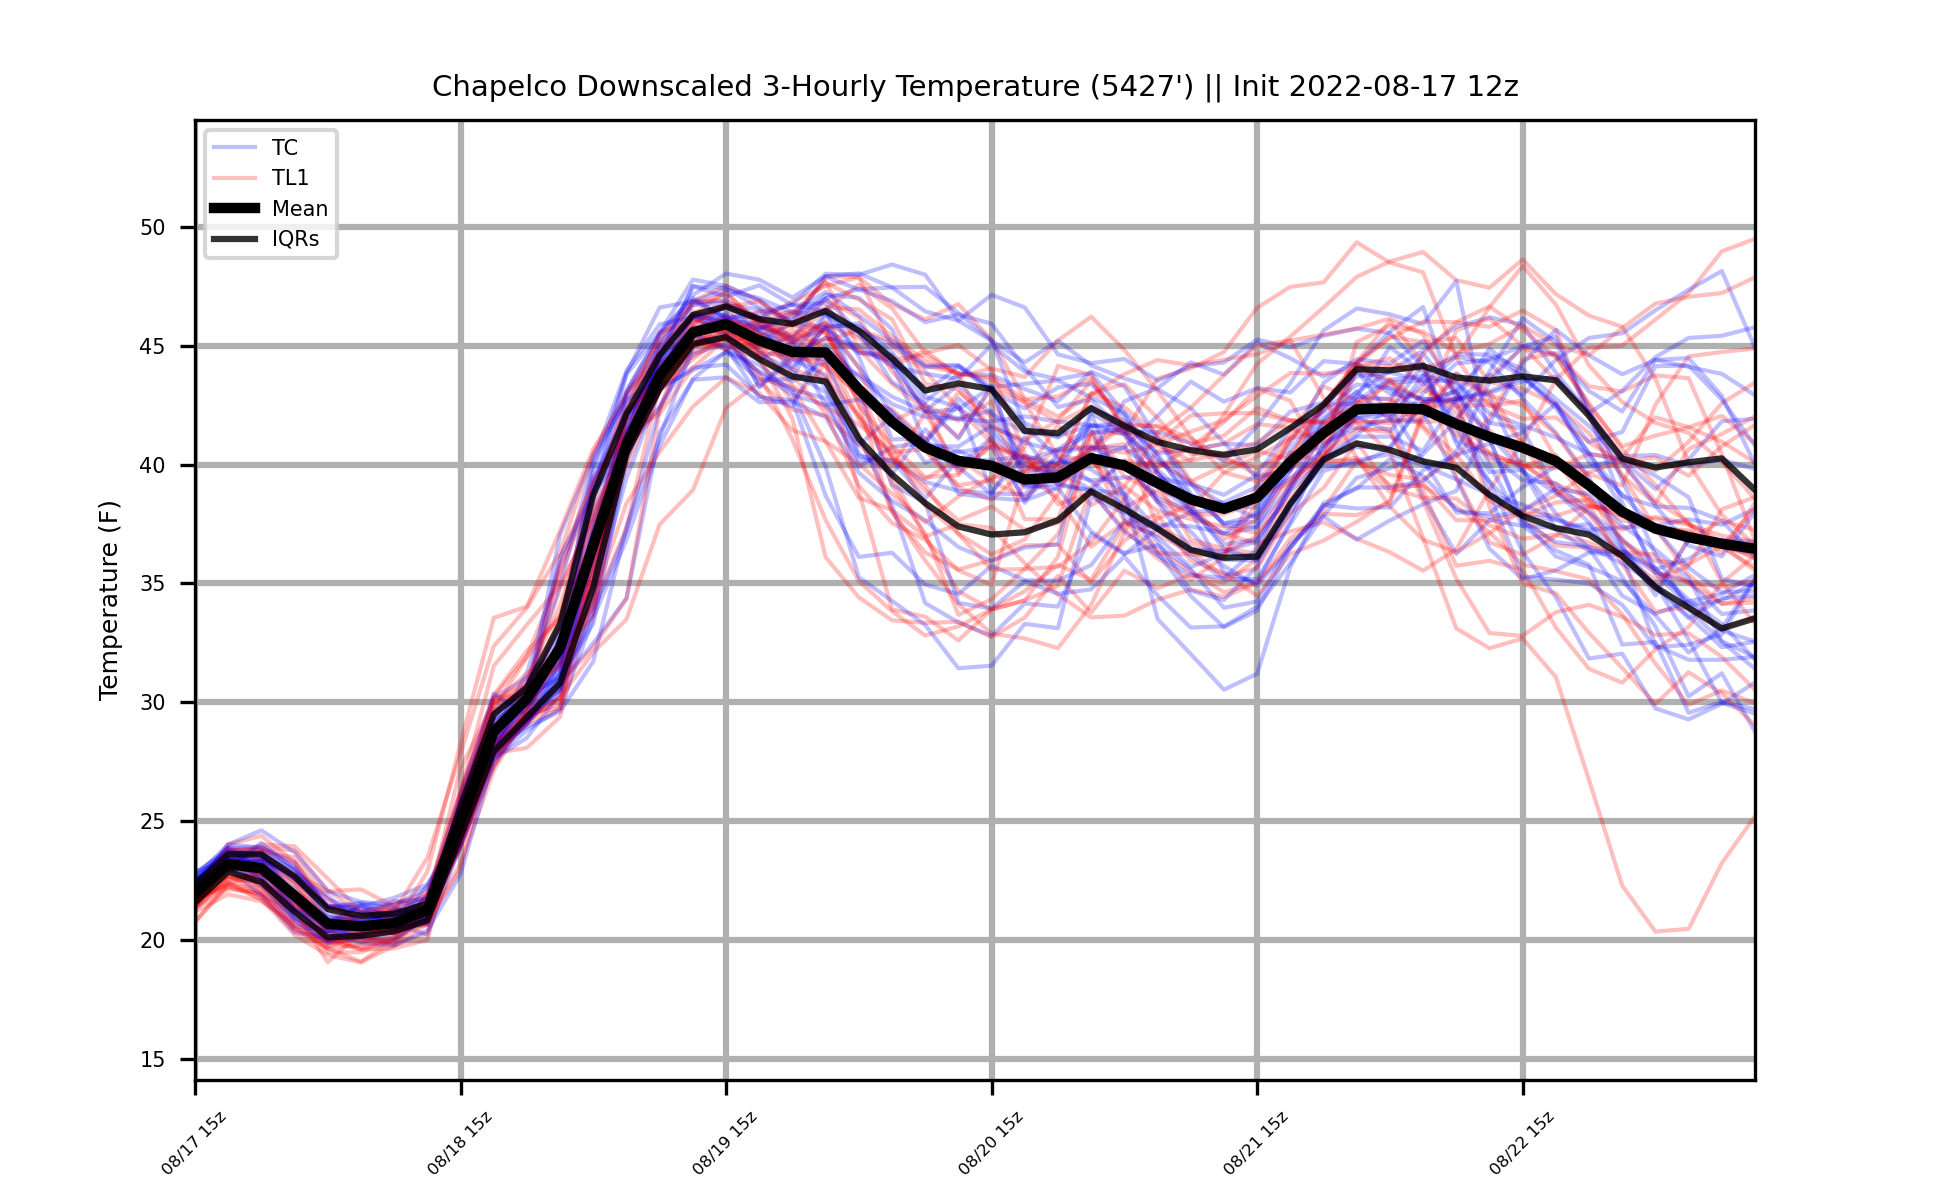 Chapelco Downscaled 3-Hourly Temperature (5427') || Init 2022-08-17 12z
TC
TL1
Mean
IQRs
Temperature (F)
50
45
40
35
30
25
20
15
08/17 15z
08/18 15z
08/19 15z
08/20 15z
08/21 15z
08/22 15z